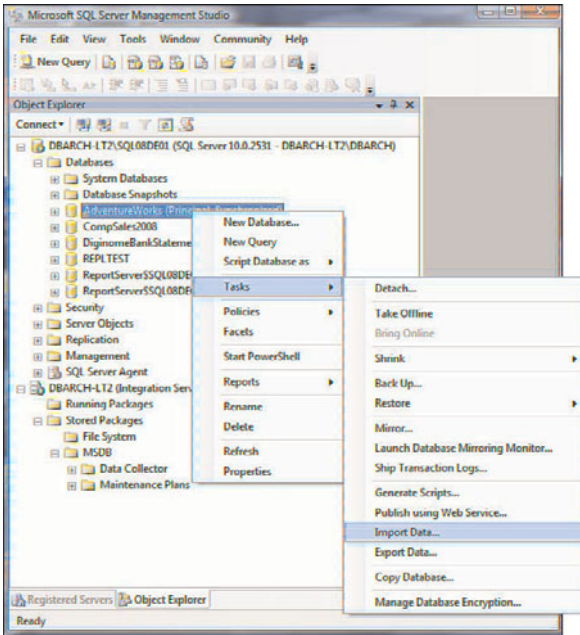 Microsoft SQL Server Management Studio
File Edit View Tools Window Community Help
New Query
Object Explorer
Connect
DBARCH-LT2\SQL08DE01 (SQL Server 10.0.2531 - DBARCH-LT2\DBARCH)
Databases
System Databases
Database Snapshots
AdventureWorks (Principal, Synchronized)
CompSales2008
DiginomeBankStateme
REPLTEST
ReportServer$SQL08DE
ReportServer$SQL08DE
Security
Server Objects
Replication
Management
SQL Server Agent
DBARCH-LT2 (Integration Serv
Running Packages
Stored Packages
File System
MSDB
Data Collector
Maintenance Plans
New Database...
New Query
Script Database as
Tasks
Policies
Facets
Start PowerShell
Reports
Rename
Delete
Refresh
Properties
Detach...
Take Offline
Bring Online
Shrink
Back Up...
Restore
Mirror...
Launch Database Mirroring Monitor...
Ship Transaction Logs...
Generate Scripts...
Publish using Web Service...
Import Data...
Export Data...
Copy Database...
Manage Database Encryption...
Registered Servers Object Explorer
Ready